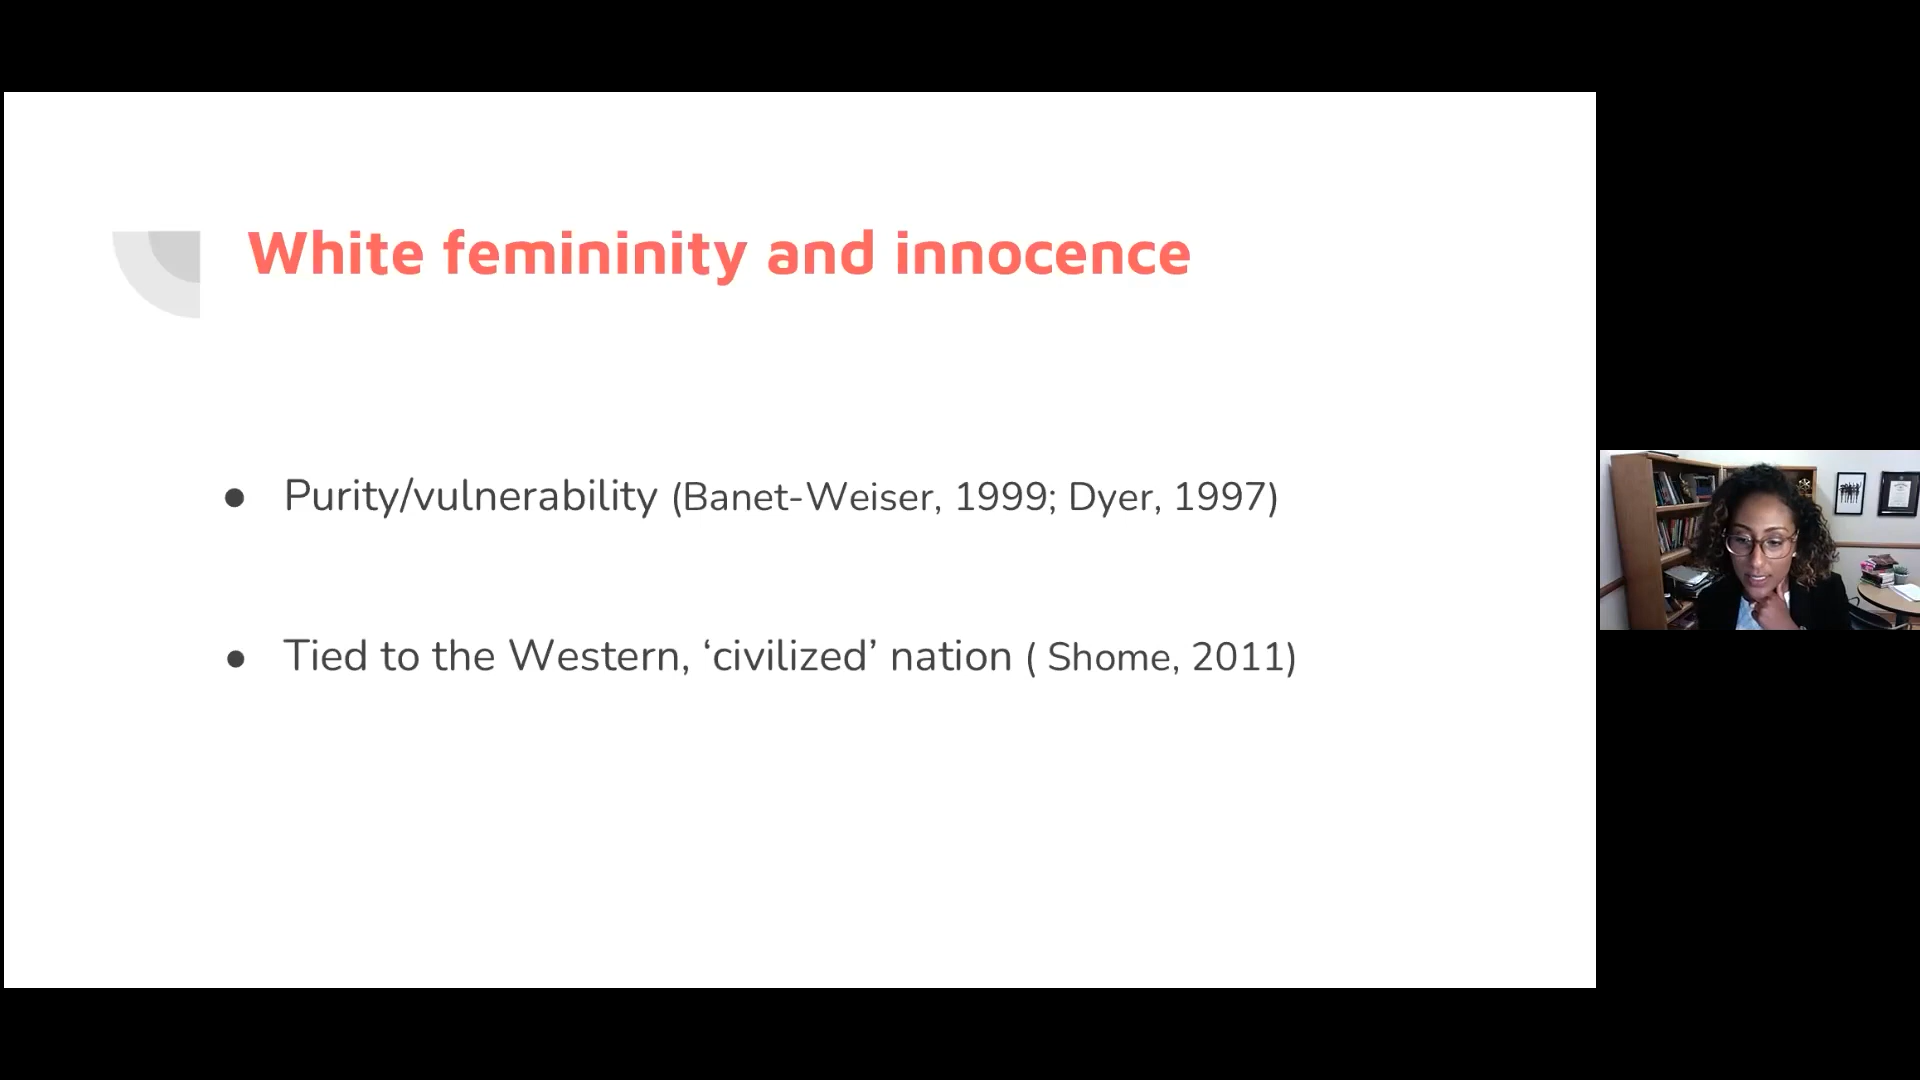 White femininity and innocence
● Purity/vulnerability (Banet-Weiser, 1999; Dyer, 1997)
● Tied to the Western, ‘civilized’ nation ( Shome, 2011)